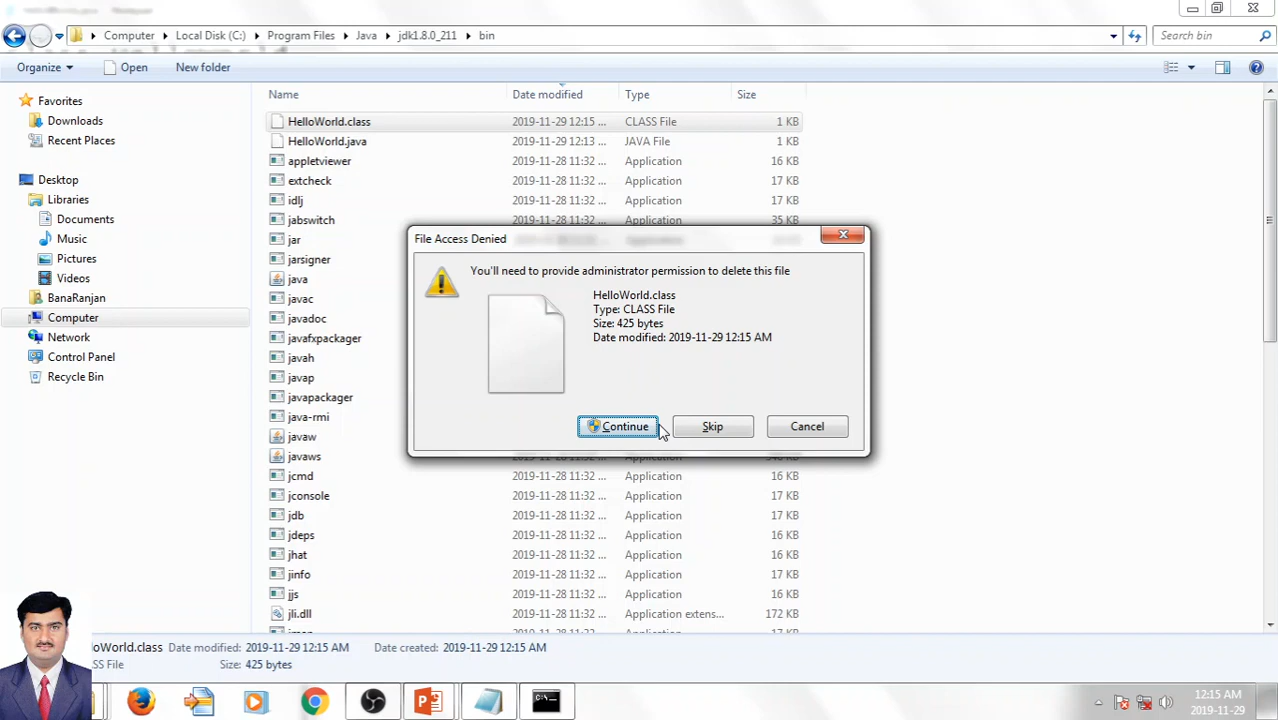 Computer Local Disk (C:) Program Files Java jdk1.8.0_211 bin
Search bin
Organize Open New folder
Name Date modified Type Size
HelloWorld.class 2019-11-29 12:15 ... CLASS File 1 KB
HelloWorld.java 2019-11-29 12:13 ... JAVA File 1 KB
appletviewer 2019-11-28 11:32 ... Application 16 KB
extcheck 2019-11-28 11:32 ... Application 17 KB
idlj 2019-11-28 11:32 ... Application 17 KB
jabswitch 2019-11-28 11:32 ... Application 35 KB
jar
jarsigner
java
javac
javadoc
javafxpackager
javah
javap
javapackager
java-rmi
javaw
javaws
jcmd 2019-11-28 11:32 ... Application 16 KB
jconsole 2019-11-28 11:32 ... Application 17 KB
jdb 2019-11-28 11:32 ... Application 17 KB
jdeps 2019-11-28 11:32 ... Application 16 KB
jhat 2019-11-28 11:32 ... Application 16 KB
jinfo 2019-11-28 11:32 ... Application 17 KB
jjs 2019-11-28 11:32 ... Application 16 KB
jli.dll 2019-11-28 11:32 ... Application extens... 172 KB
Favorites
Downloads
Recent Places
Desktop
Libraries
Documents
Music
Pictures
Videos
BanaRanjan
Computer
Network
Control Panel
Recycle Bin
File Access Denied
You'll need to provide administrator permission to delete this file
HelloWorld.class
Type: CLASS File
Size: 425 bytes
Date modified: 2019-11-29 12:15 AM
Continue Skip Cancel
loWorld.class Date modified: 2019-11-29 12:15 AM Date created: 2019-11-29 12:15 AM
SS File Size: 425 bytes
12:15 AM
2019-11-29